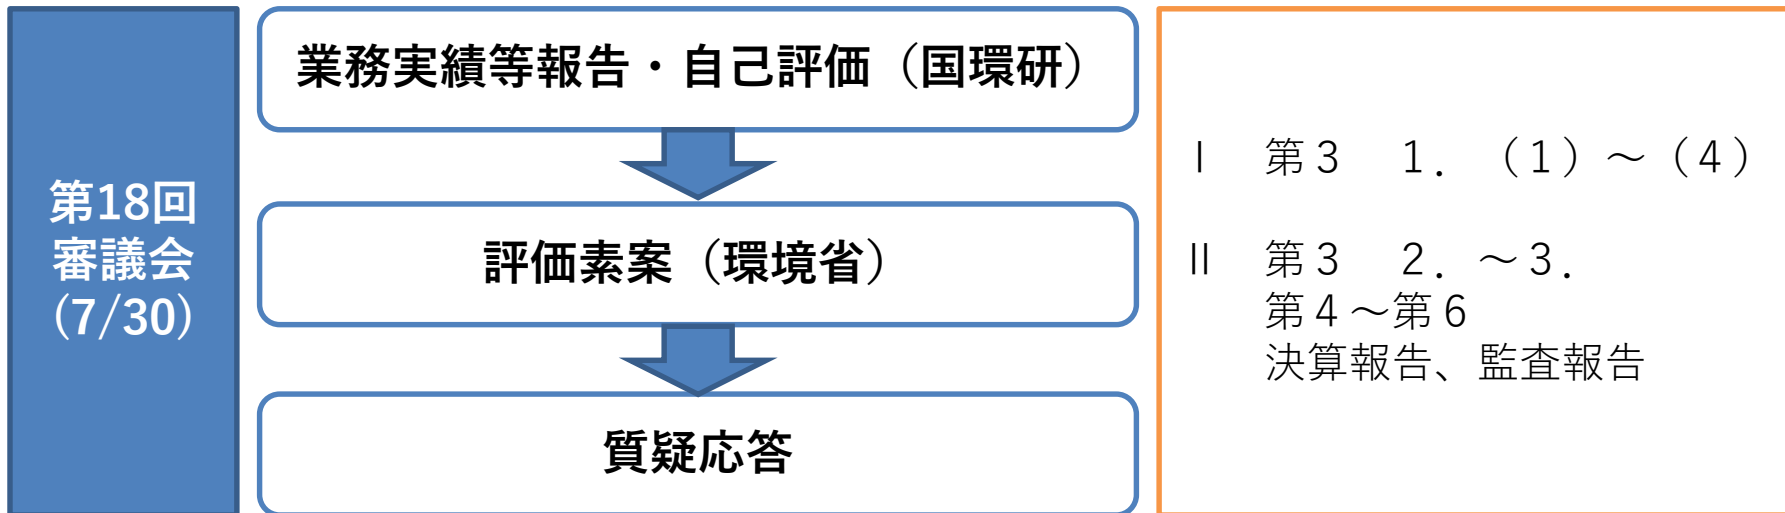 第18回
審議会
(7/30)
業務実績等報告・自己評価（国環研）
評価素案（環境省）
質疑応答
Ⅰ　第３　１．（１）～（４）
Ⅱ　第３　２．～３．
第４～第６
決算報告、監査報告